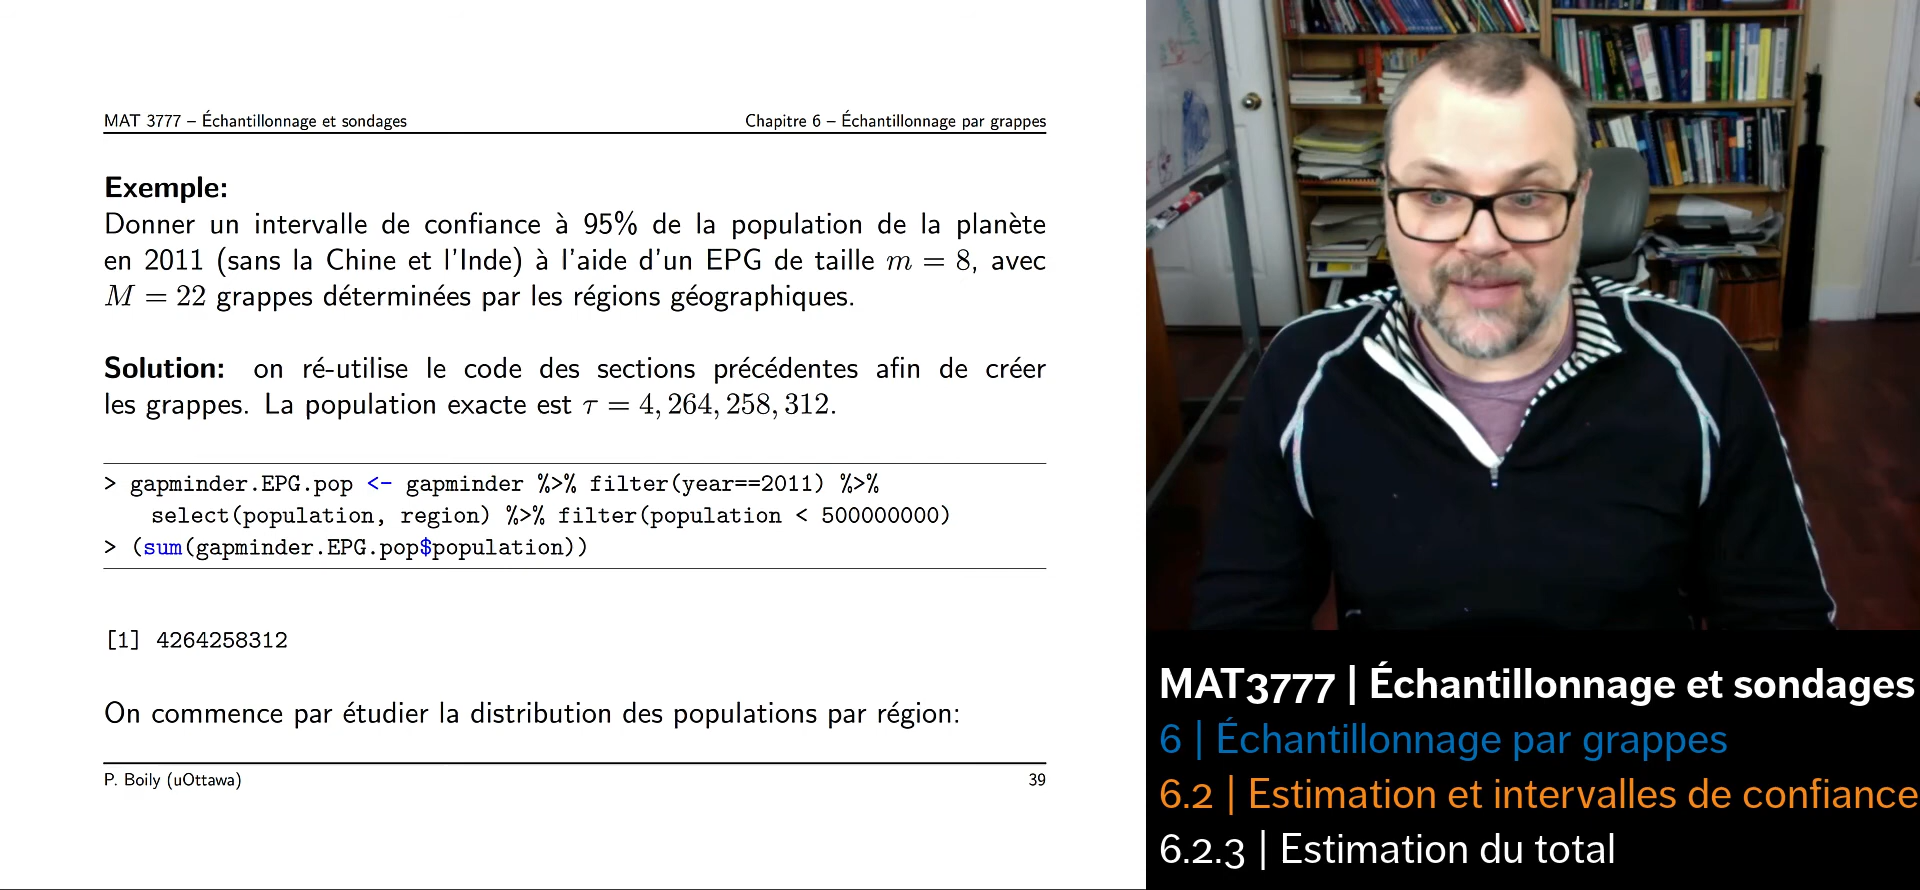 MAT 3777 – Échantillonnage et sondages
Chapitre 6 – Échantillonnage par grappes
Exemple:
Donner un intervalle de confiance à 95% de la population de la planète
en 2011 (sans la Chine et l'Inde) à l'aide d'un EPG de taille m = 8, avec
M = 22 grappes déterminées par les régions géographiques.
Solution: on ré-utilise le code des sections précédentes afin de créer
les grappes. La population exacte est τ = 4, 264, 258, 312.
> gapminder.EPG.pop <- gapminder %>% filter(year==2011) %>%
select(population, region) %>% filter(population < 500000000)
> (sum(gapminder.EPG.pop$population))
[1] 4264258312
On commence par étudier la distribution des populations par région:
P. Boily (uOttawa)
39
MAT3777 | Échantillonnage et sondages
6 | Échantillonnage par grappes
6.2 | Estimation et intervalles de confiance
6.2.3 | Estimation du total